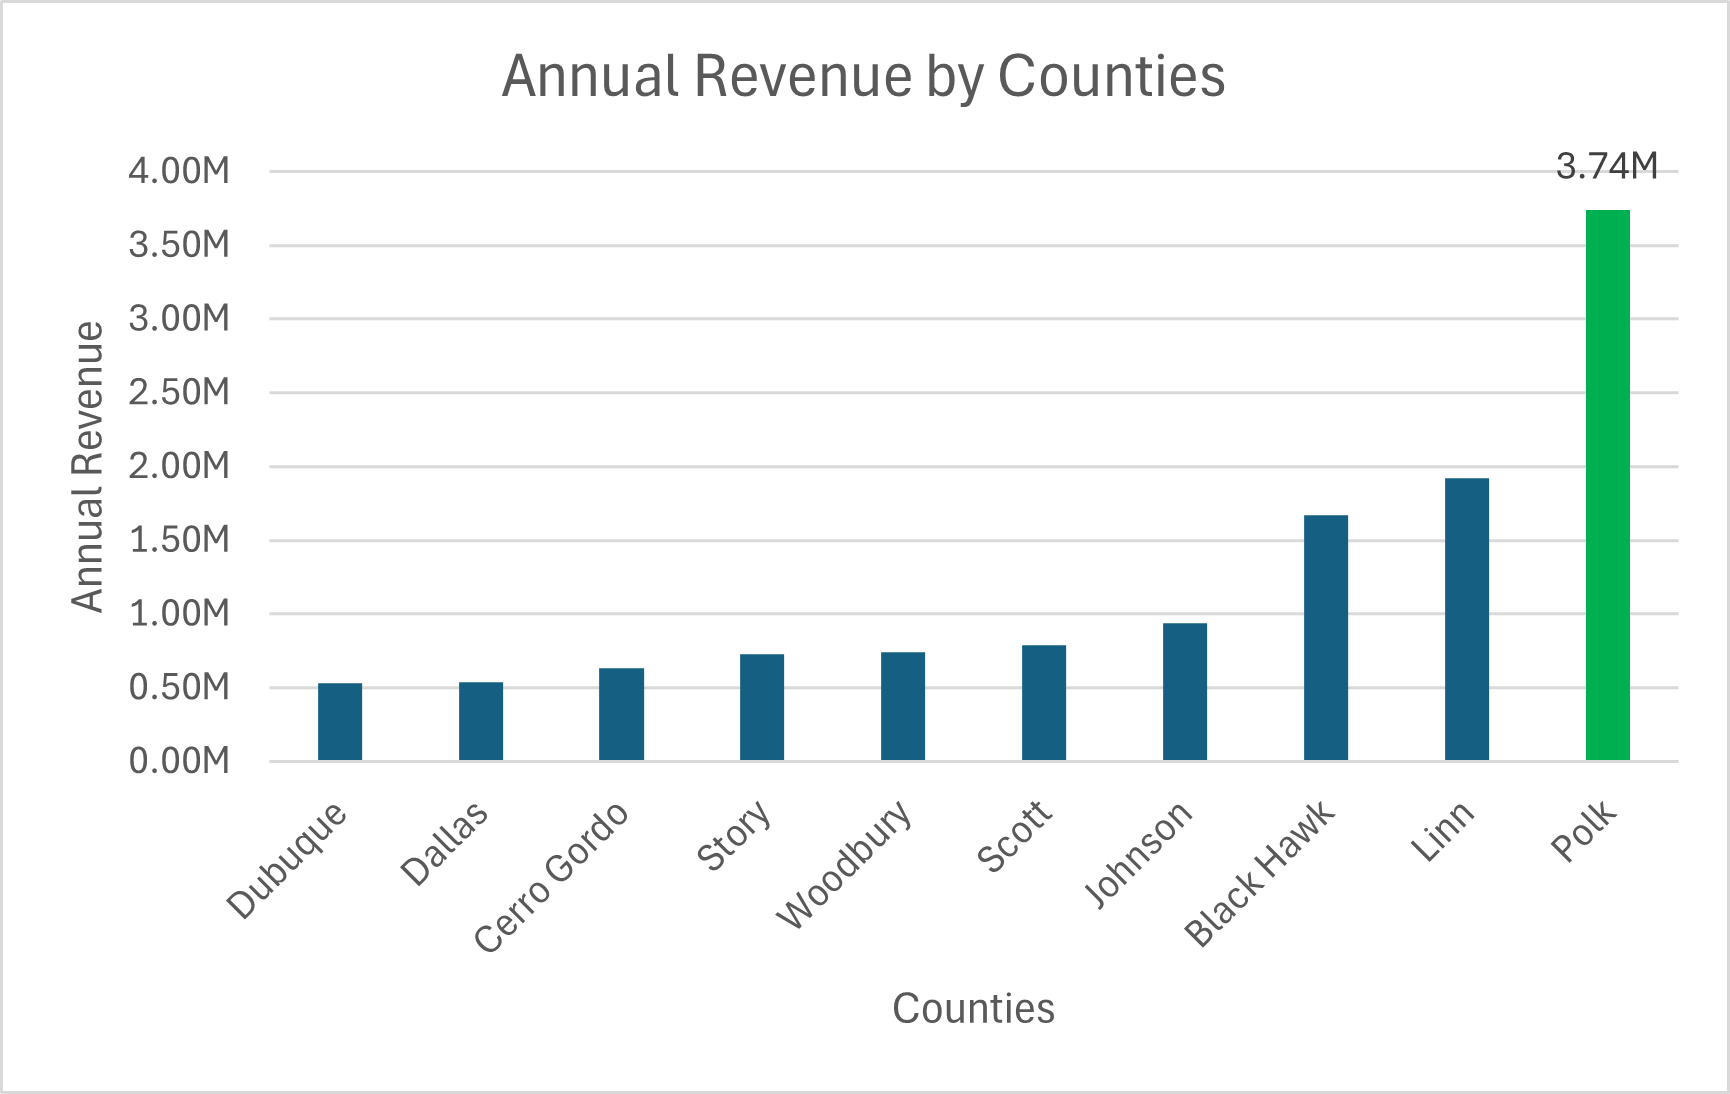 Annual Revenue by Counties
3.74M
4.00M
3.50M
3.00M
2.50M
2.00M
1.50M
1.00M
0.50M
0.00M
Annual Revenue
Dubuque
Dallas
Cerro Gordo
Story
Woodbury
Scott
Johnson
Black Hawk
Linn
Polk
Counties